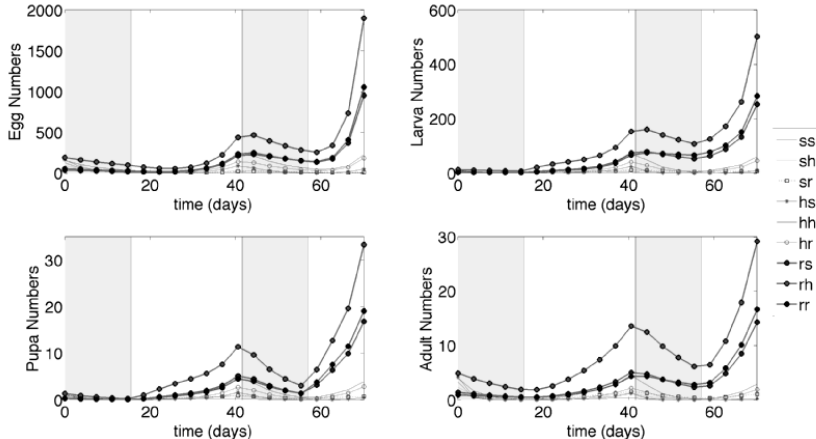 2000
1500
1000
500
0
Egg Numbers
0 20 40 60
time (days)
600
400
200
0
Larva Numbers
0 20 40 60
time (days)
30
20
10
0
Pupa Numbers
0 20 40 60
time (days)
30
20
10
0
Adult Numbers
0 20 40 60
time (days)
ss
sh
sr
hs
hh
hr
rs
rh
rr